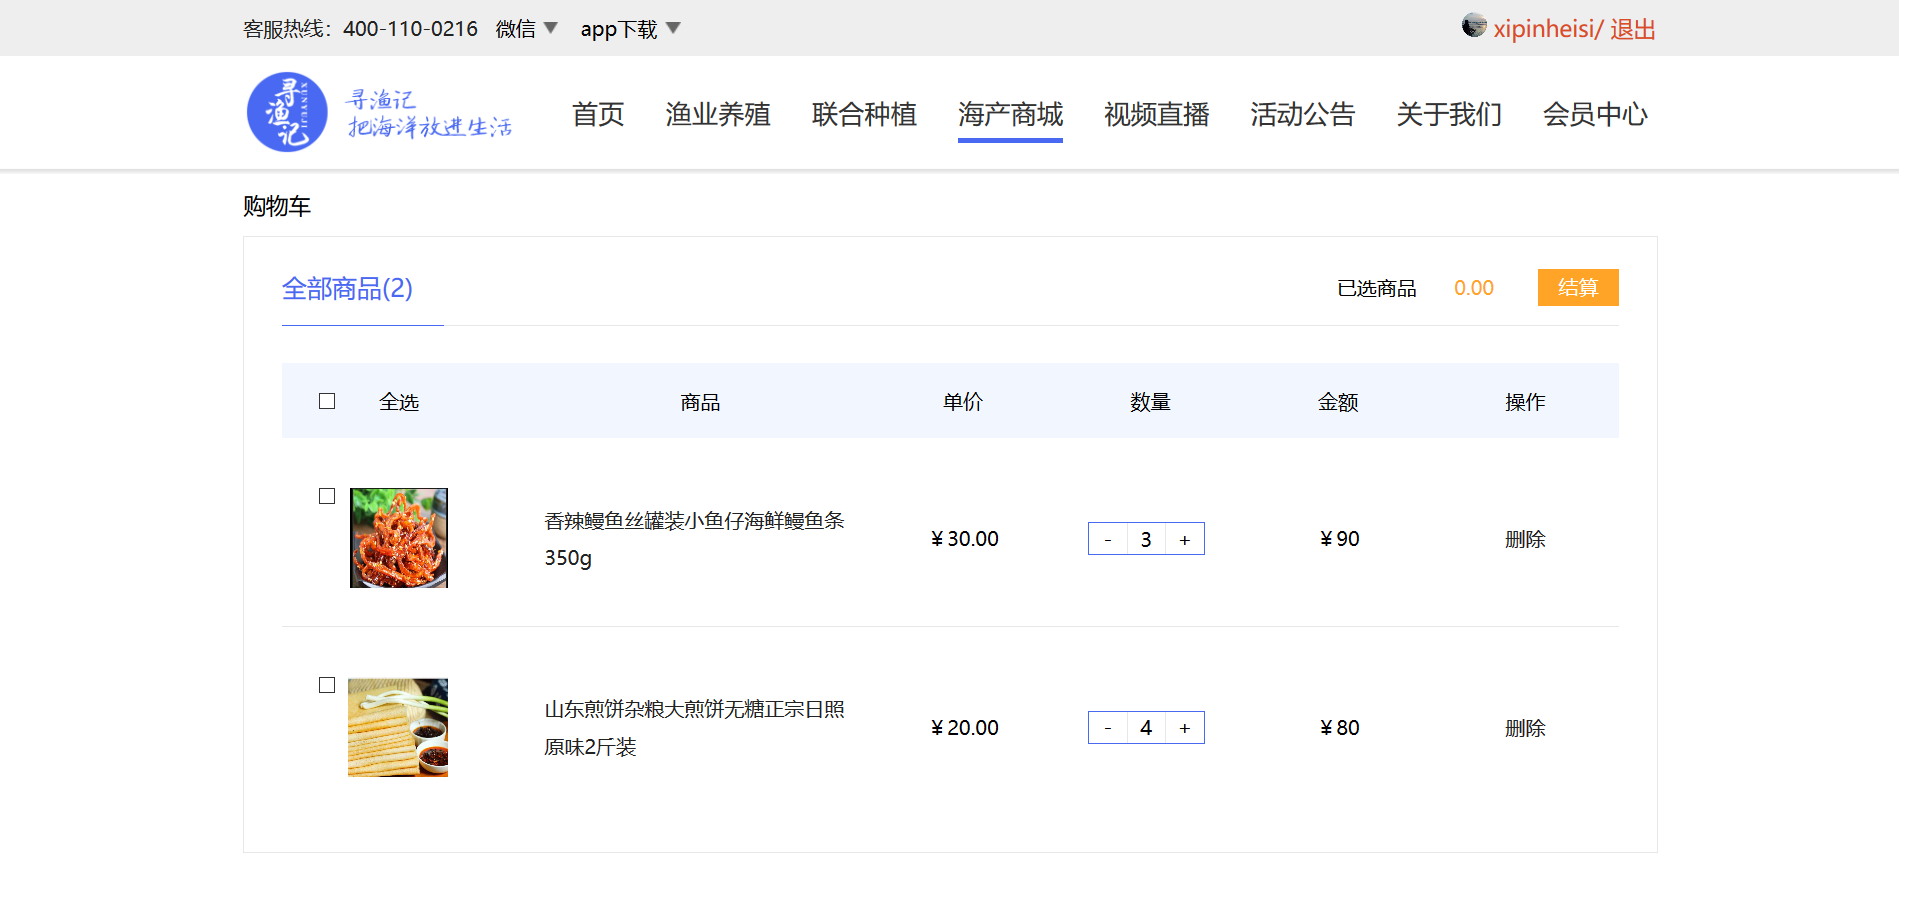 客服热线：400-110-0216 微信 app下载 xipinheisi/ 退出
寻渔记 XUNYUJI
寻渔记
把海洋放进生活
首页 渔业养殖 联合种植 海产商城 视频直播 活动公告 关于我们 会员中心
购物车
全部商品(2) 已选商品 0.00 结算
全选 商品 单价 数量 金额 操作
香辣鳗鱼丝罐装小鱼仔海鲜鳗鱼条
350g
¥30.00 - 3 + ¥90 删除
山东煎饼杂粮大煎饼无糖正宗日照
原味2斤装
¥20.00 - 4 + ¥80 删除